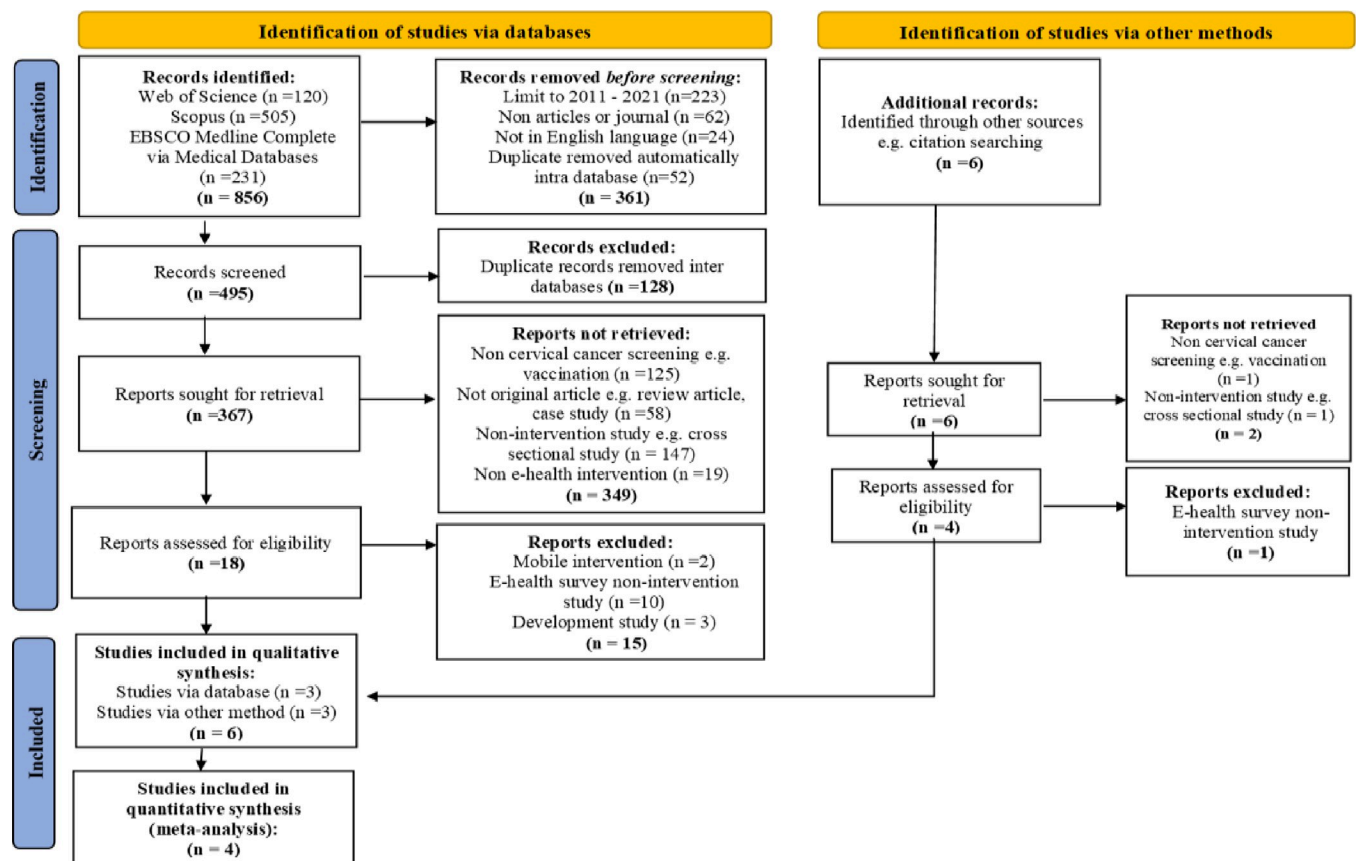 Identification of studies via databases
Identification of studies via other methods
Identification
Records identified:
Web of Science (n =120)
Scopus (n =505)
EBSCO Medline Complete
via Medical Databases
(n =231)
(n = 856)
Records removed before screening:
Limit to 2011 - 2021 (n=223)
Non articles or journal (n=62)
Not in English language (n=24)
Duplicate removed automatically
intra database (n=52)
(n = 361)
Additional records:
Identified through other sources
e.g. citation searching
(n =6)
Screening
Records screened
(n =495)
Records excluded:
Duplicate records removed inter
databases (n =128)
Reports sought for retrieval
(n =367)
Reports not retrieved:
Non cervical cancer screening e.g.
vaccination (n =125)
Not original article e.g. review article,
case study (n =58)
Non-intervention study e.g. cross
sectional study (n = 147)
Non e-health intervention (n =19)
(n = 349)
Reports sought for
retrieval
(n =6)
Reports not retrieved
Non cervical cancer
screening e.g. vaccination
(n =1)
Non-intervention study e.g.
cross sectional study (n = 1)
(n = 2)
Reports assessed for eligibility
(n =18)
Reports excluded:
Mobile intervention (n =2)
E-health survey non-intervention
study (n =10)
Development study (n = 3)
(n = 15)
Reports assessed for
eligibility
(n =4)
Reports excluded:
E-health survey non-
intervention study
(n =1)
Included
Studies included in qualitative
synthesis:
Studies via database (n =3)
Studies via other method (n =3)
(n = 6)
Studies included in
quantitative synthesis
(meta-analysis):
(n = 4)